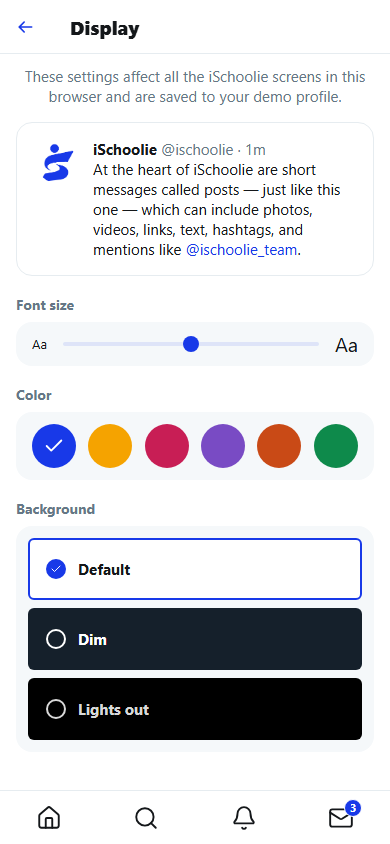 Display
These settings affect all the iSchoolie screens in this
browser and are saved to your demo profile.
iSchoolie @ischoolie · 1m
At the heart of iSchoolie are short
messages called posts — just like this
one — which can include photos,
videos, links, text, hashtags, and
mentions like @ischoolie_team.
Font size
Aa Aa
Color
Background
Default
Dim
Lights out
3